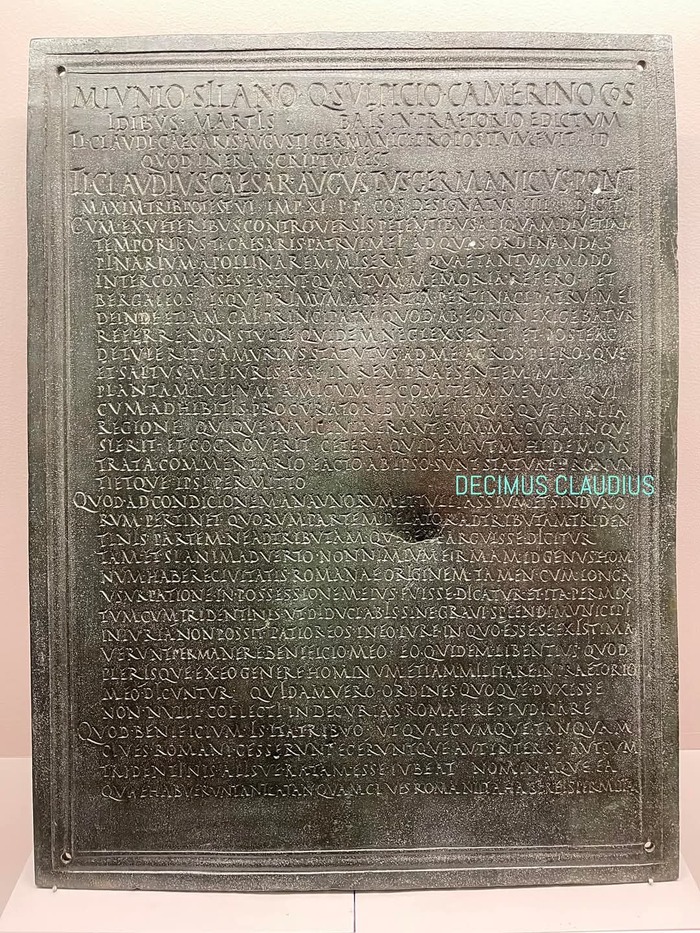 M·IVNIO·SILANO·Q·SVLPICIO·CAMERINO·COS
IDIBVS·MARTIS BAIS·IN·PRAETORIO·EDICTVM
TI·CLAVDI·CAESARIS·AVGVSTI·GERMANICI·PROPOSITVM·FVIT·ID
QVOD·INFRA·SCRIPTVM·EST
TI·CLAVDIVS·CAESAR·AVGVSTVS·GERMANICVS·PONT
MAXIM·TRIB·POTEST·VI·IMP·XI·P·P·COS·DESIGNATVS·IIII·DICIT
CVM·EX·VETERIBVS·CONTROVERSIS·PETENTIBVS·ALIQVAMDIV·ETIAM
TEMPORIBVS·TI·CAESARIS·PATRVI·MEI·AD·QVAS·ORDINANDAS
PINARIVM·APOLLINAREM·MISERAT·QVAE·TANTVM·MODO
INTER·COMENSES·ESSENT·QVANTVM·MEMORIA·REFERO·ET
BERGALEOS·ISQVE·PRIMVM·APSENTIA·PERTINACI·PATRVI·MEI
DEINDE·ETIAM·GAI·PRINCIPATV·QVOD·AB·EO·NON·EXIGEBATVR
REFERRE·NON·STVLTE·QVIDEM·NEGLEXSERIT·ET·POSTEAC
DETVLERIT·CAMVRIVS·STATVTVS·AD·ME·AGROS·PLEROSQVE
ET·SALTVS·MEI·IVRIS·ESSE·IN·REM·PRAESENTEM·MISI
PLANTAM·IVLIVM·AMICVM·ET·COMITEM·MEVM·QVI
CVM·ADHIBITIS·PROCVRATORIBVS·MEIS·QVISQVE·IN·ALIA
REGIONE·QVIQVE·IN·VICINIA·ERANT·SVMMA·CVRA·INQVI
SIERIT·ET·COGNOVERIT·CETERA·QVIDEM·VT·MIHI·DEMONS
TRATA·COMMENTARIO·FACTO·AB·IPSO·SVNT·STATVAT·PRONVN
TIETQVE·IPSI·PERMITTO
DECIMUS CLAUDIUS
QVOD·AD·CONDICIONEM·ANAVNORVM·ET·TVLLIASSIVM·ET·SINDVNO
RVM·PERTINET·QVORVM·PARTEM·DELATOR·ADTRIBVTAM·TRIDEN
TINIS·PARTEM·NE·ADTRIBVTAM·QVIDEM·ARGVISSE·DICITVR
TAM·ETSI·ANIMADVERTO·NON·NIMIVM·FIRMAM·ID·GENVS·HOMI
NVM·HABERE·CIVITATIS·ROMANAE·ORIGINEM·TAMEN·CVM·LONGA
VSVRPATIONE·IN·POSSESSIONEM·EIVS·FVISSE·DICATVR·ET·ITA·PERMIX
TVM·CVM·TRIDENTINIS·VT·DIDVCI·AB·IS·SINE·GRAVI·SPLENDI·MVNICIPI
INIVRIA·NON·POSSIT·PATIOR·EOS·IN·EO·IVRE·IN·QVO·ESSE·SE·EXISTIMA
VERVNT·PERMANERE·BENIFICIO·MEO·EO·QVIDEM·LIBENTIVS·QVOD
PLERISQVE·EX·EO·GENERE·HOMINVM·ETIAM·MILITARE·IN·PRAETORIO
MEO·DICVNTVR QVIDAM·VERO·ORDINES·QVOQVE·DVXISSE
NON·NVLLI·COLLECTI·IN·DECVRIAS·ROMAE·RES·IVDICARE
QVOD·BENIFICIVM·IS·ITA·TRIBVO·VT·QVAECVMQVE·TANQVAM
CIVES·ROMANI·GESSERVNT·EGERVNTQVE·AVT·INTER·SE·AVT·CVM
TRIDENTINIS·ALISVE·RATAM·ESSE·IVBEAT NOMINAQVE·EA
QVAE·HABVERVNT·ANTEA·TANQVAM·CIVES·ROMANI·ITA·HABERE·IS·PERMITTAM